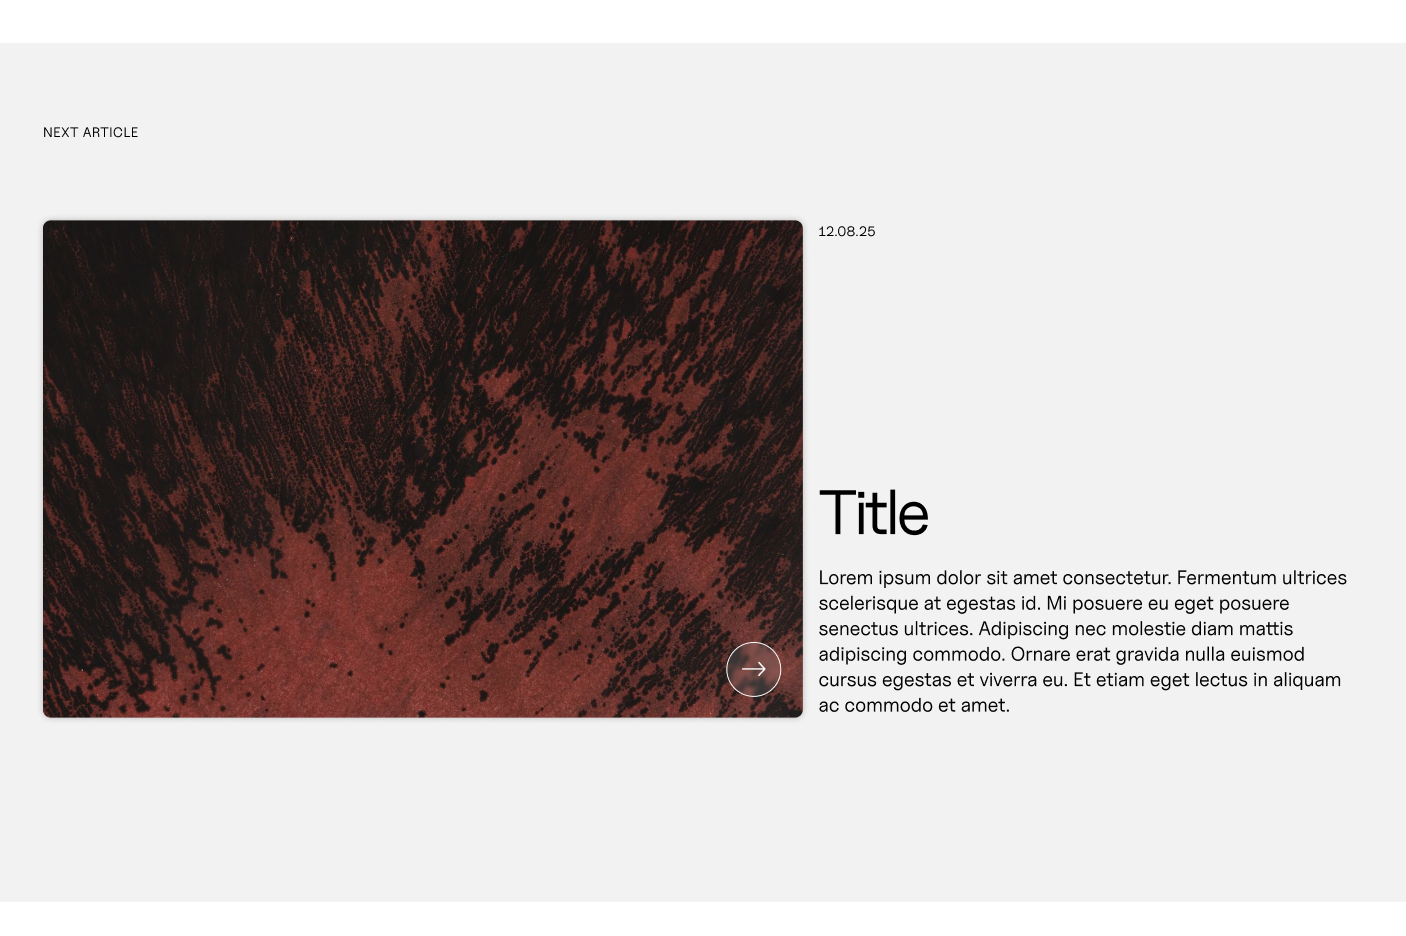 NEXT ARTICLE
12.08.25
Title
Lorem ipsum dolor sit amet consectetur. Fermentum ultrices
scelerisque at egestas id. Mi posuere eu eget posuere
senectus ultrices. Adipiscing nec molestie diam mattis
adipiscing commodo. Ornare erat gravida nulla euismod
cursus egestas et viverra eu. Et etiam eget lectus in aliquam
ac commodo et amet.